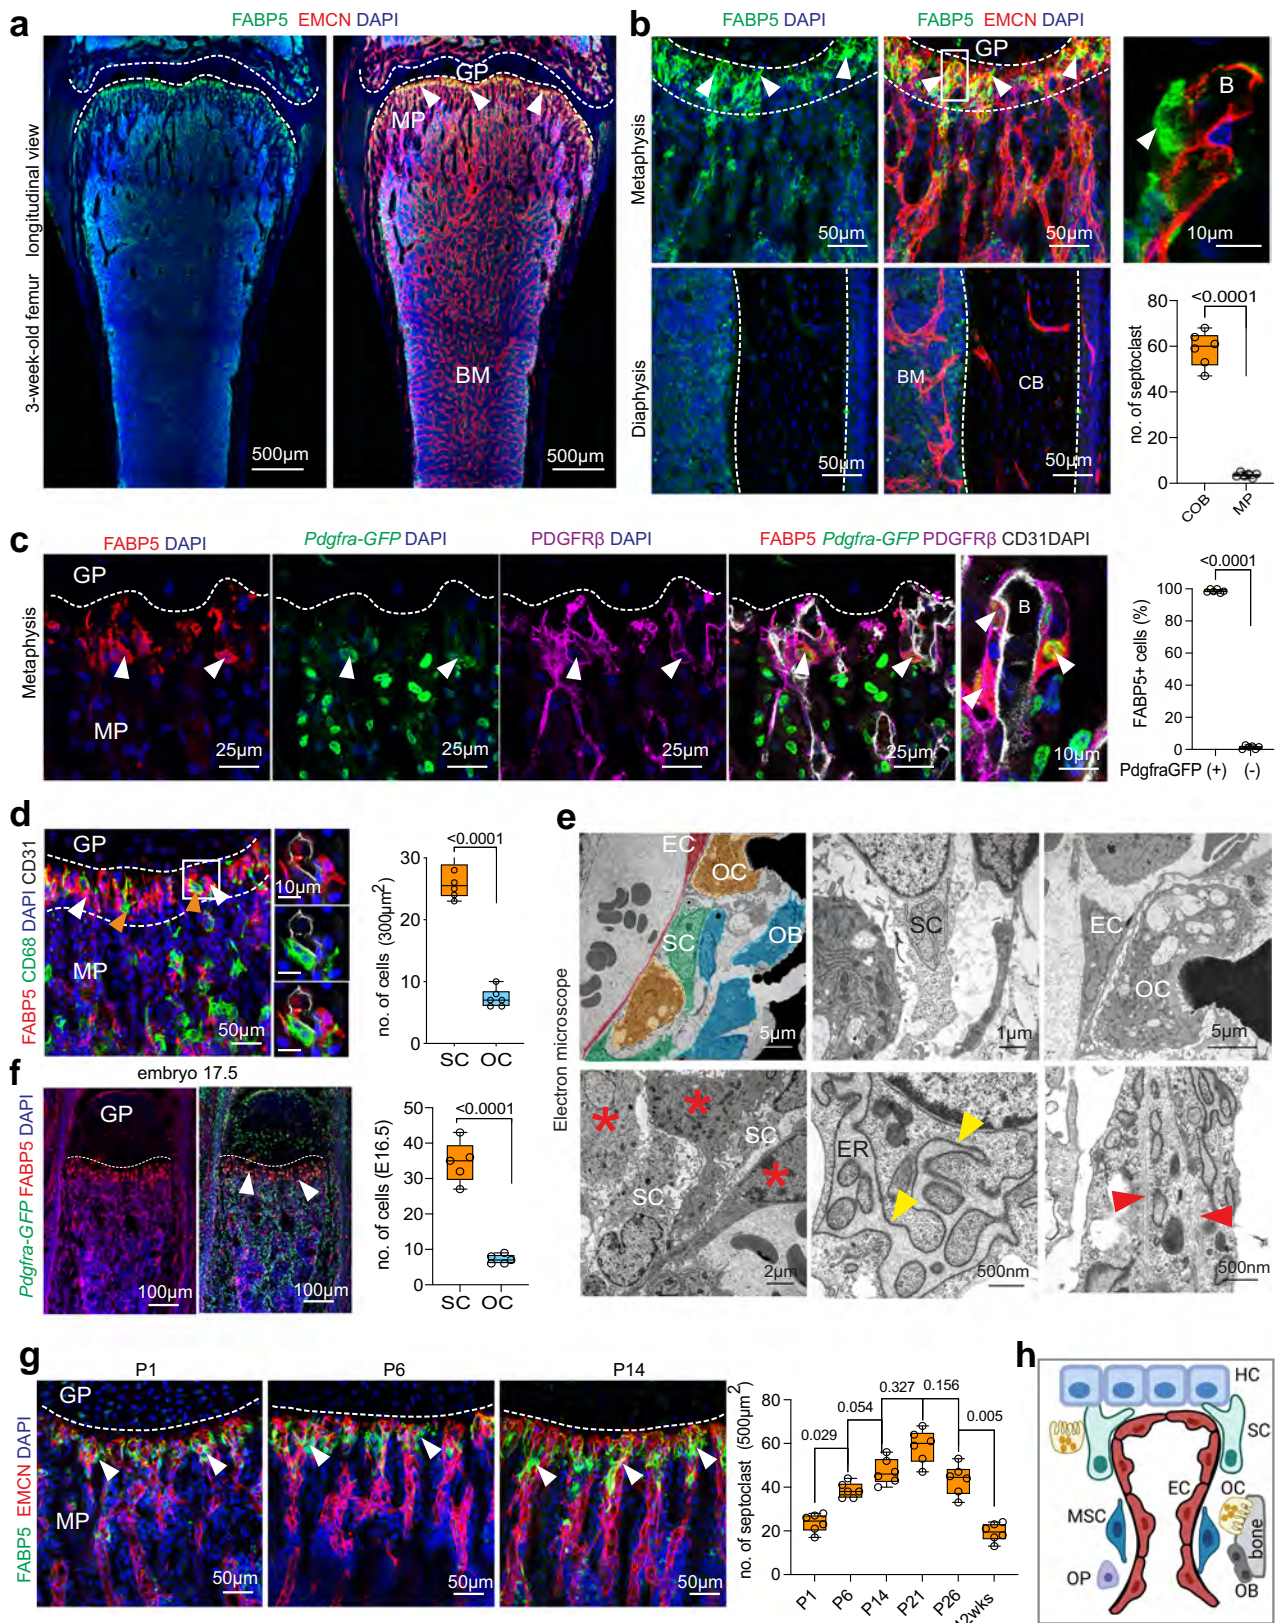 a
FABP5 EMCN DAPI
3-week-old femur longitudinal view
GP
MP
BM
500µm
500µm
b
FABP5 DAPI
FABP5 EMCN DAPI
Metaphysis
GP
B
50µm
50µm
10µm
Diaphysis
BM
CB
50µm
50µm
<0.0001
no. of septoclast
80
60
40
20
0
COB
MP
c
FABP5 DAPI
Pdgfra-GFP DAPI
PDGFRβ DAPI
FABP5 Pdgfra-GFP PDGFRβ CD31DAPI
Metaphysis
GP
MP
B
25µm
25µm
25µm
25µm
10µm
<0.0001
FABP5+ cells (%)
100
80
60
40
20
0
PdgfraGFP (+) (-)
d
FABP5 CD68 DAPI CD31
GP
MP
10µm
50µm
<0.0001
no. of cells (300µm²)
30
20
10
0
SC OC
e
Electron microscope
EC
OC
SC
OB
5µm
SC
1µm
EC
OC
5µm
SC
SC
2µm
ER
500nm
500nm
f
embryo 17.5
Pdgfra-GFP FABP5 DAPI
GP
100µm
100µm
<0.0001
no. of cells (E16.5)
50
40
30
20
10
0
SC OC
g
P1
P6
P14
FABP5 EMCN DAPI
GP
MP
50µm
50µm
50µm
no. of septoclast (500µm²)
80
60
40
20
0
0.029
0.054
0.327
0.156
0.005
P1
P6
P14
P21
P26
h
HC
SC
EC
OC
MSC
bone
OP
OB